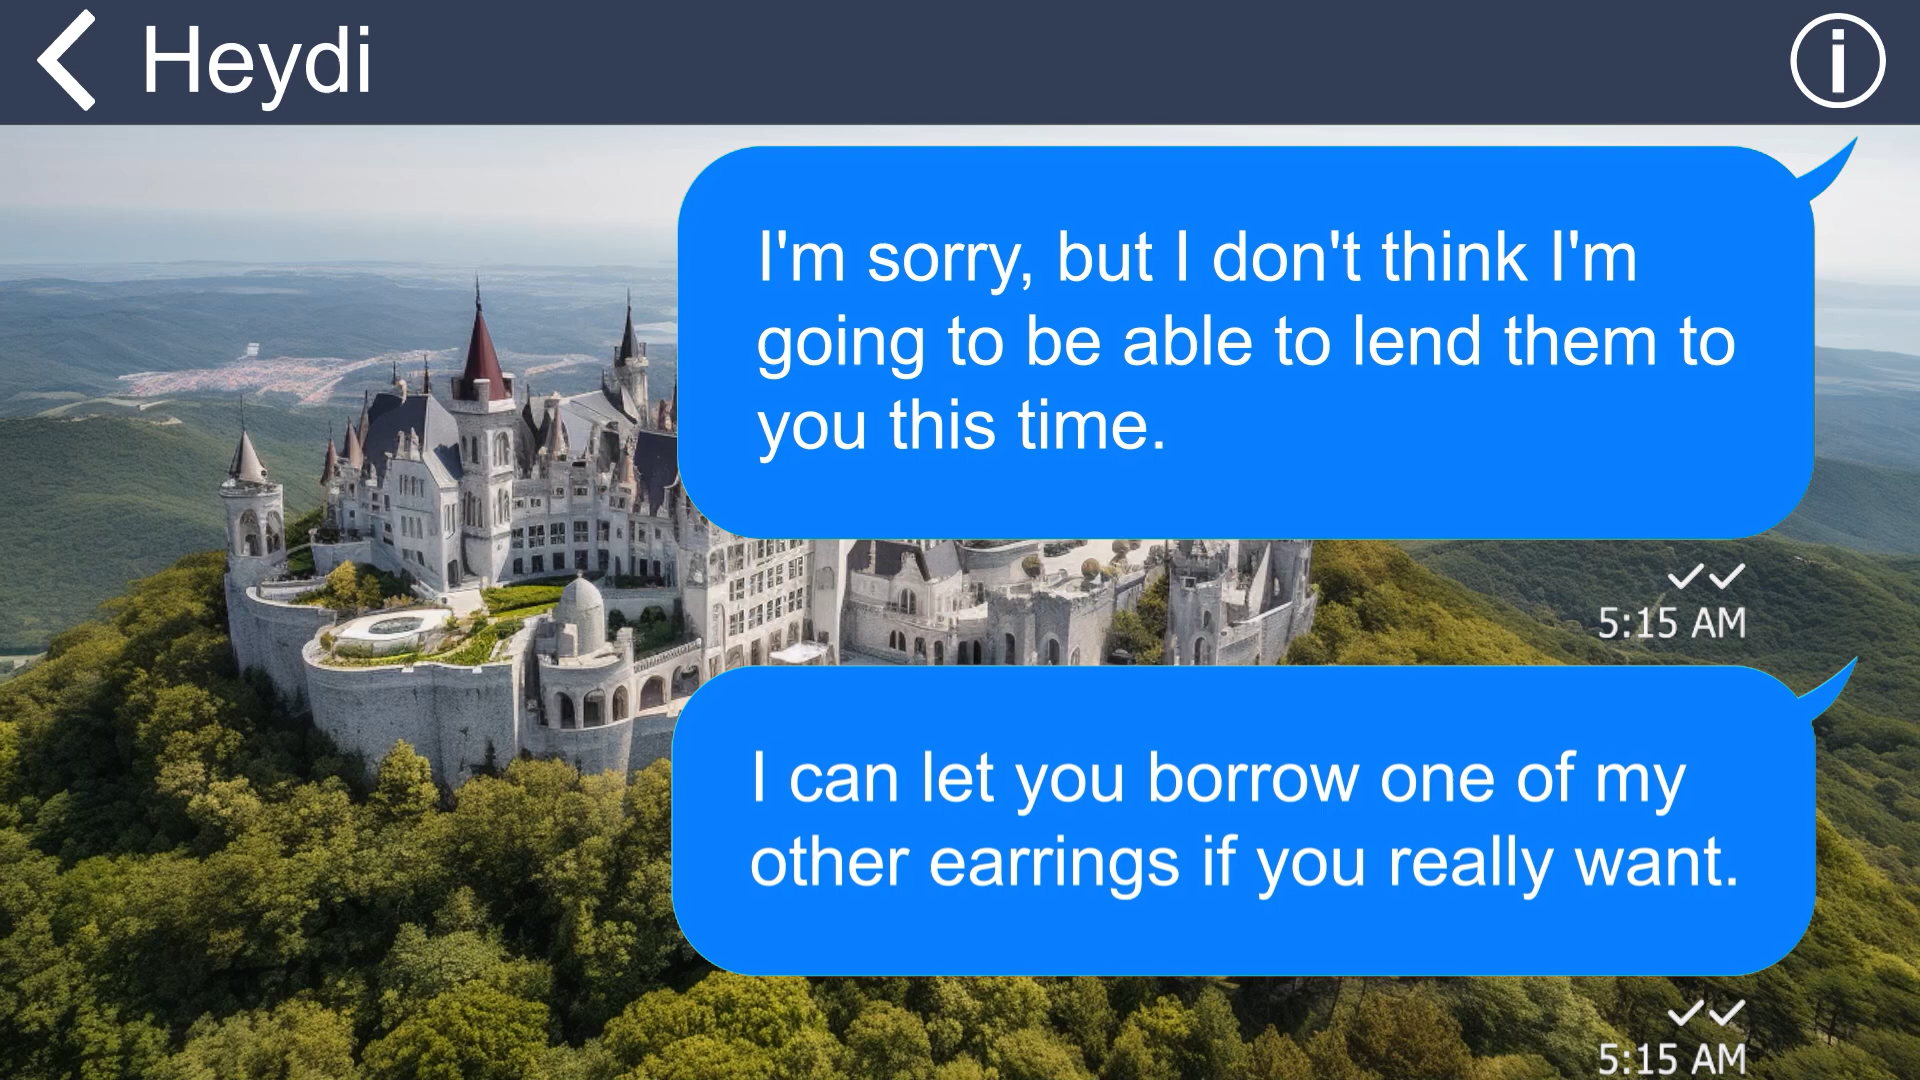 Heydi
I'm sorry, but I don't think I'm
going to be able to lend them to
you this time.
5:15 AM
I can let you borrow one of my
other earrings if you really want.
5:15 AM